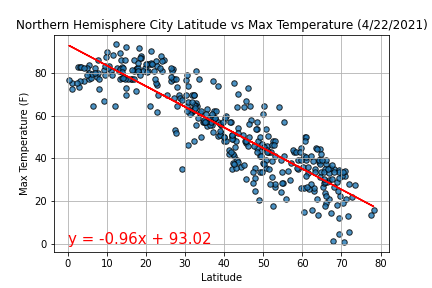 Northern Hemisphere City Latitude vs Max Temperature (4/22/2021)
Max Temperature (F)
80
60
40
20
0
y = -0.96x + 93.02
0 10 20 30 40 50 60 70 80
Latitude